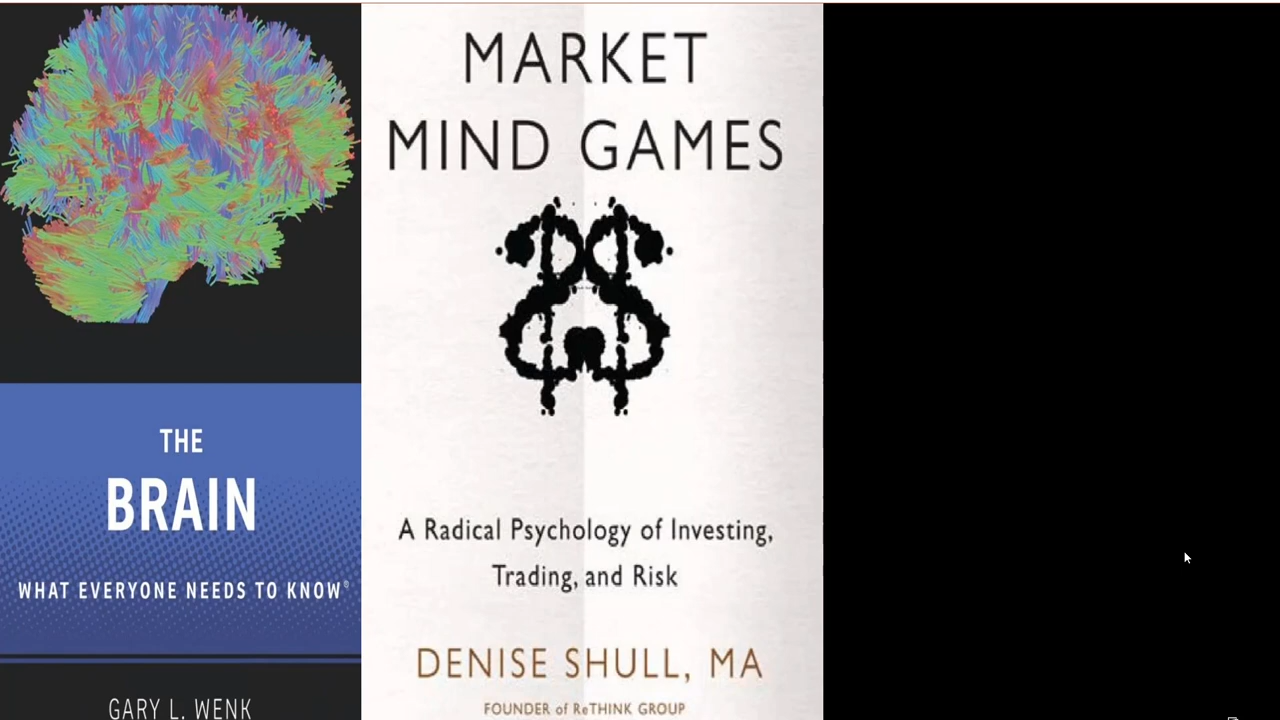 THE
BRAIN
WHAT EVERYONE NEEDS TO KNOW®
GARY L. WENK
MARKET
MIND GAMES
A Radical Psychology of Investing,
Trading, and Risk
DENISE SHULL, MA
FOUNDER of ReTHINK GROUP